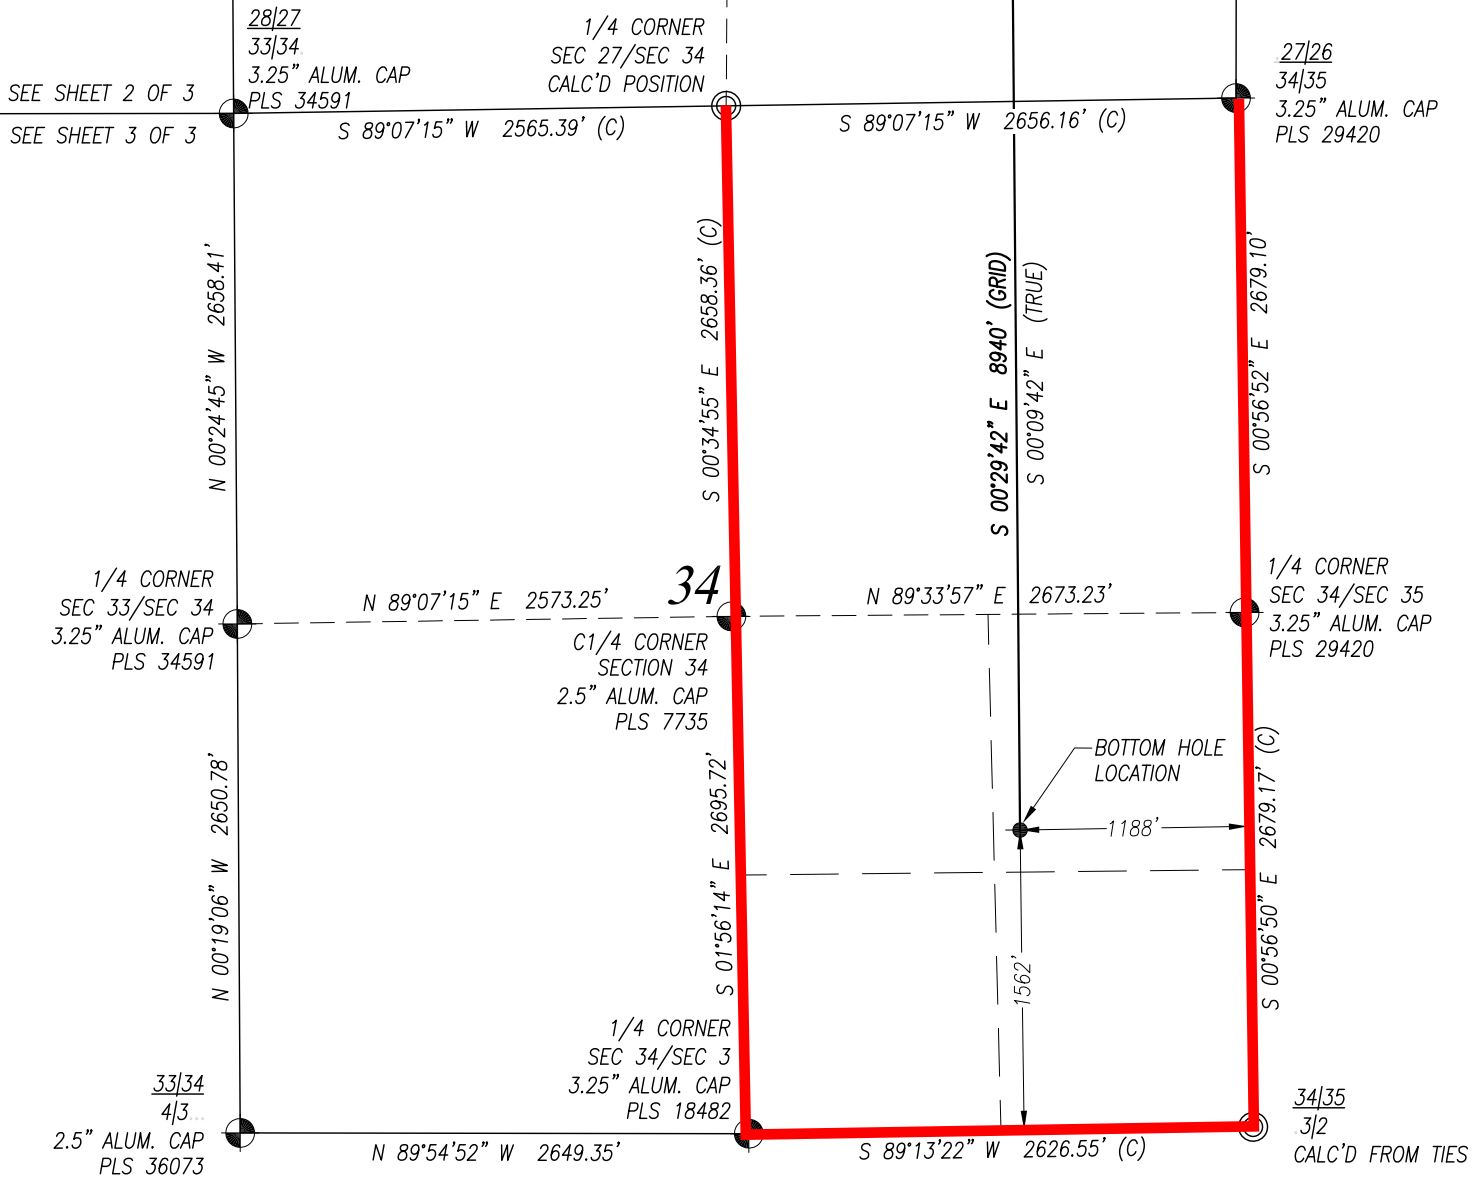 28|27
33|34
3.25" ALUM. CAP
PLS 34591
1/4 CORNER
SEC 27/SEC 34
CALC'D POSITION
27|26
34|35
3.25" ALUM. CAP
PLS 29420
SEE SHEET 2 OF 3
SEE SHEET 3 OF 3
S 89°07'15" W 2565.39' (C)
S 89°07'15" W 2656.16' (C)
N 00°24'45" W 2658.41'
S 00°34'55" E 2658.36' (C)
S 00°29'42" E 8940' (GRID)
S 00°09'42" E (TRUE)
S 00°56'52" E 2679.10'
1/4 CORNER
SEC 33/SEC 34
3.25" ALUM. CAP
PLS 34591
N 89°07'15" E 2573.25'
34
N 89°33'57" E 2673.23'
1/4 CORNER
SEC 34/SEC 35
3.25" ALUM. CAP
PLS 29420
C1/4 CORNER
SECTION 34
2.5" ALUM. CAP
PLS 7735
BOTTOM HOLE
LOCATION
1188'
1562'
N 00°19'06" W 2650.78'
S 01°56'14" E 2695.72'
S 00°56'50" E 2679.17' (C)
1/4 CORNER
SEC 34/SEC 3
3.25" ALUM. CAP
PLS 18482
33|34
4|3
2.5" ALUM. CAP
PLS 36073
N 89°54'52" W 2649.35'
S 89°13'22" W 2626.55' (C)
34|35
3|2
CALC'D FROM TIES